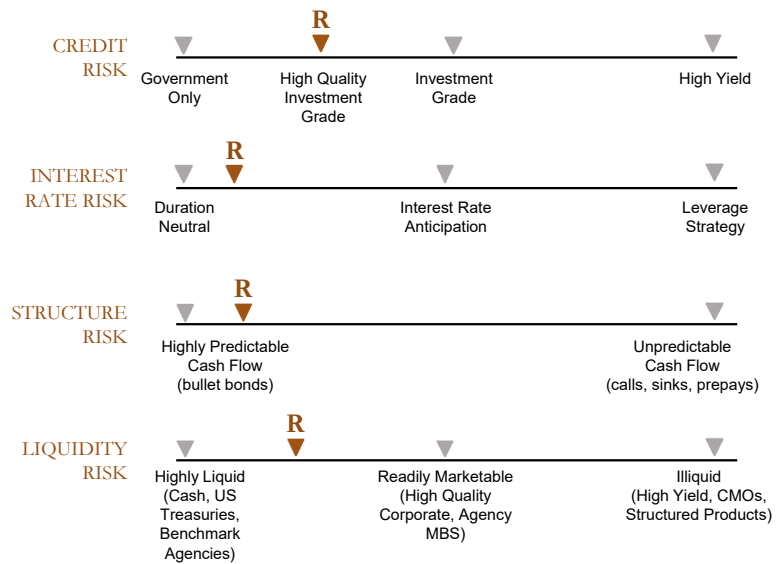 R
CREDIT
RISK
Government
Only
High Quality
Investment
Grade
Investment
Grade
High Yield
R
INTEREST
RATE RISK
Duration
Neutral
Interest Rate
Anticipation
Leverage
Strategy
R
STRUCTURE
RISK
Highly Predictable
Cash Flow
(bullet bonds)
Unpredictable
Cash Flow
(calls, sinks, prepays)
R
LIQUIDITY
RISK
Highly Liquid
(Cash, US
Treasuries,
Benchmark
Agencies)
Readily Marketable
(High Quality
Corporate, Agency
MBS)
Illiquid
(High Yield, CMOs,
Structured Products)